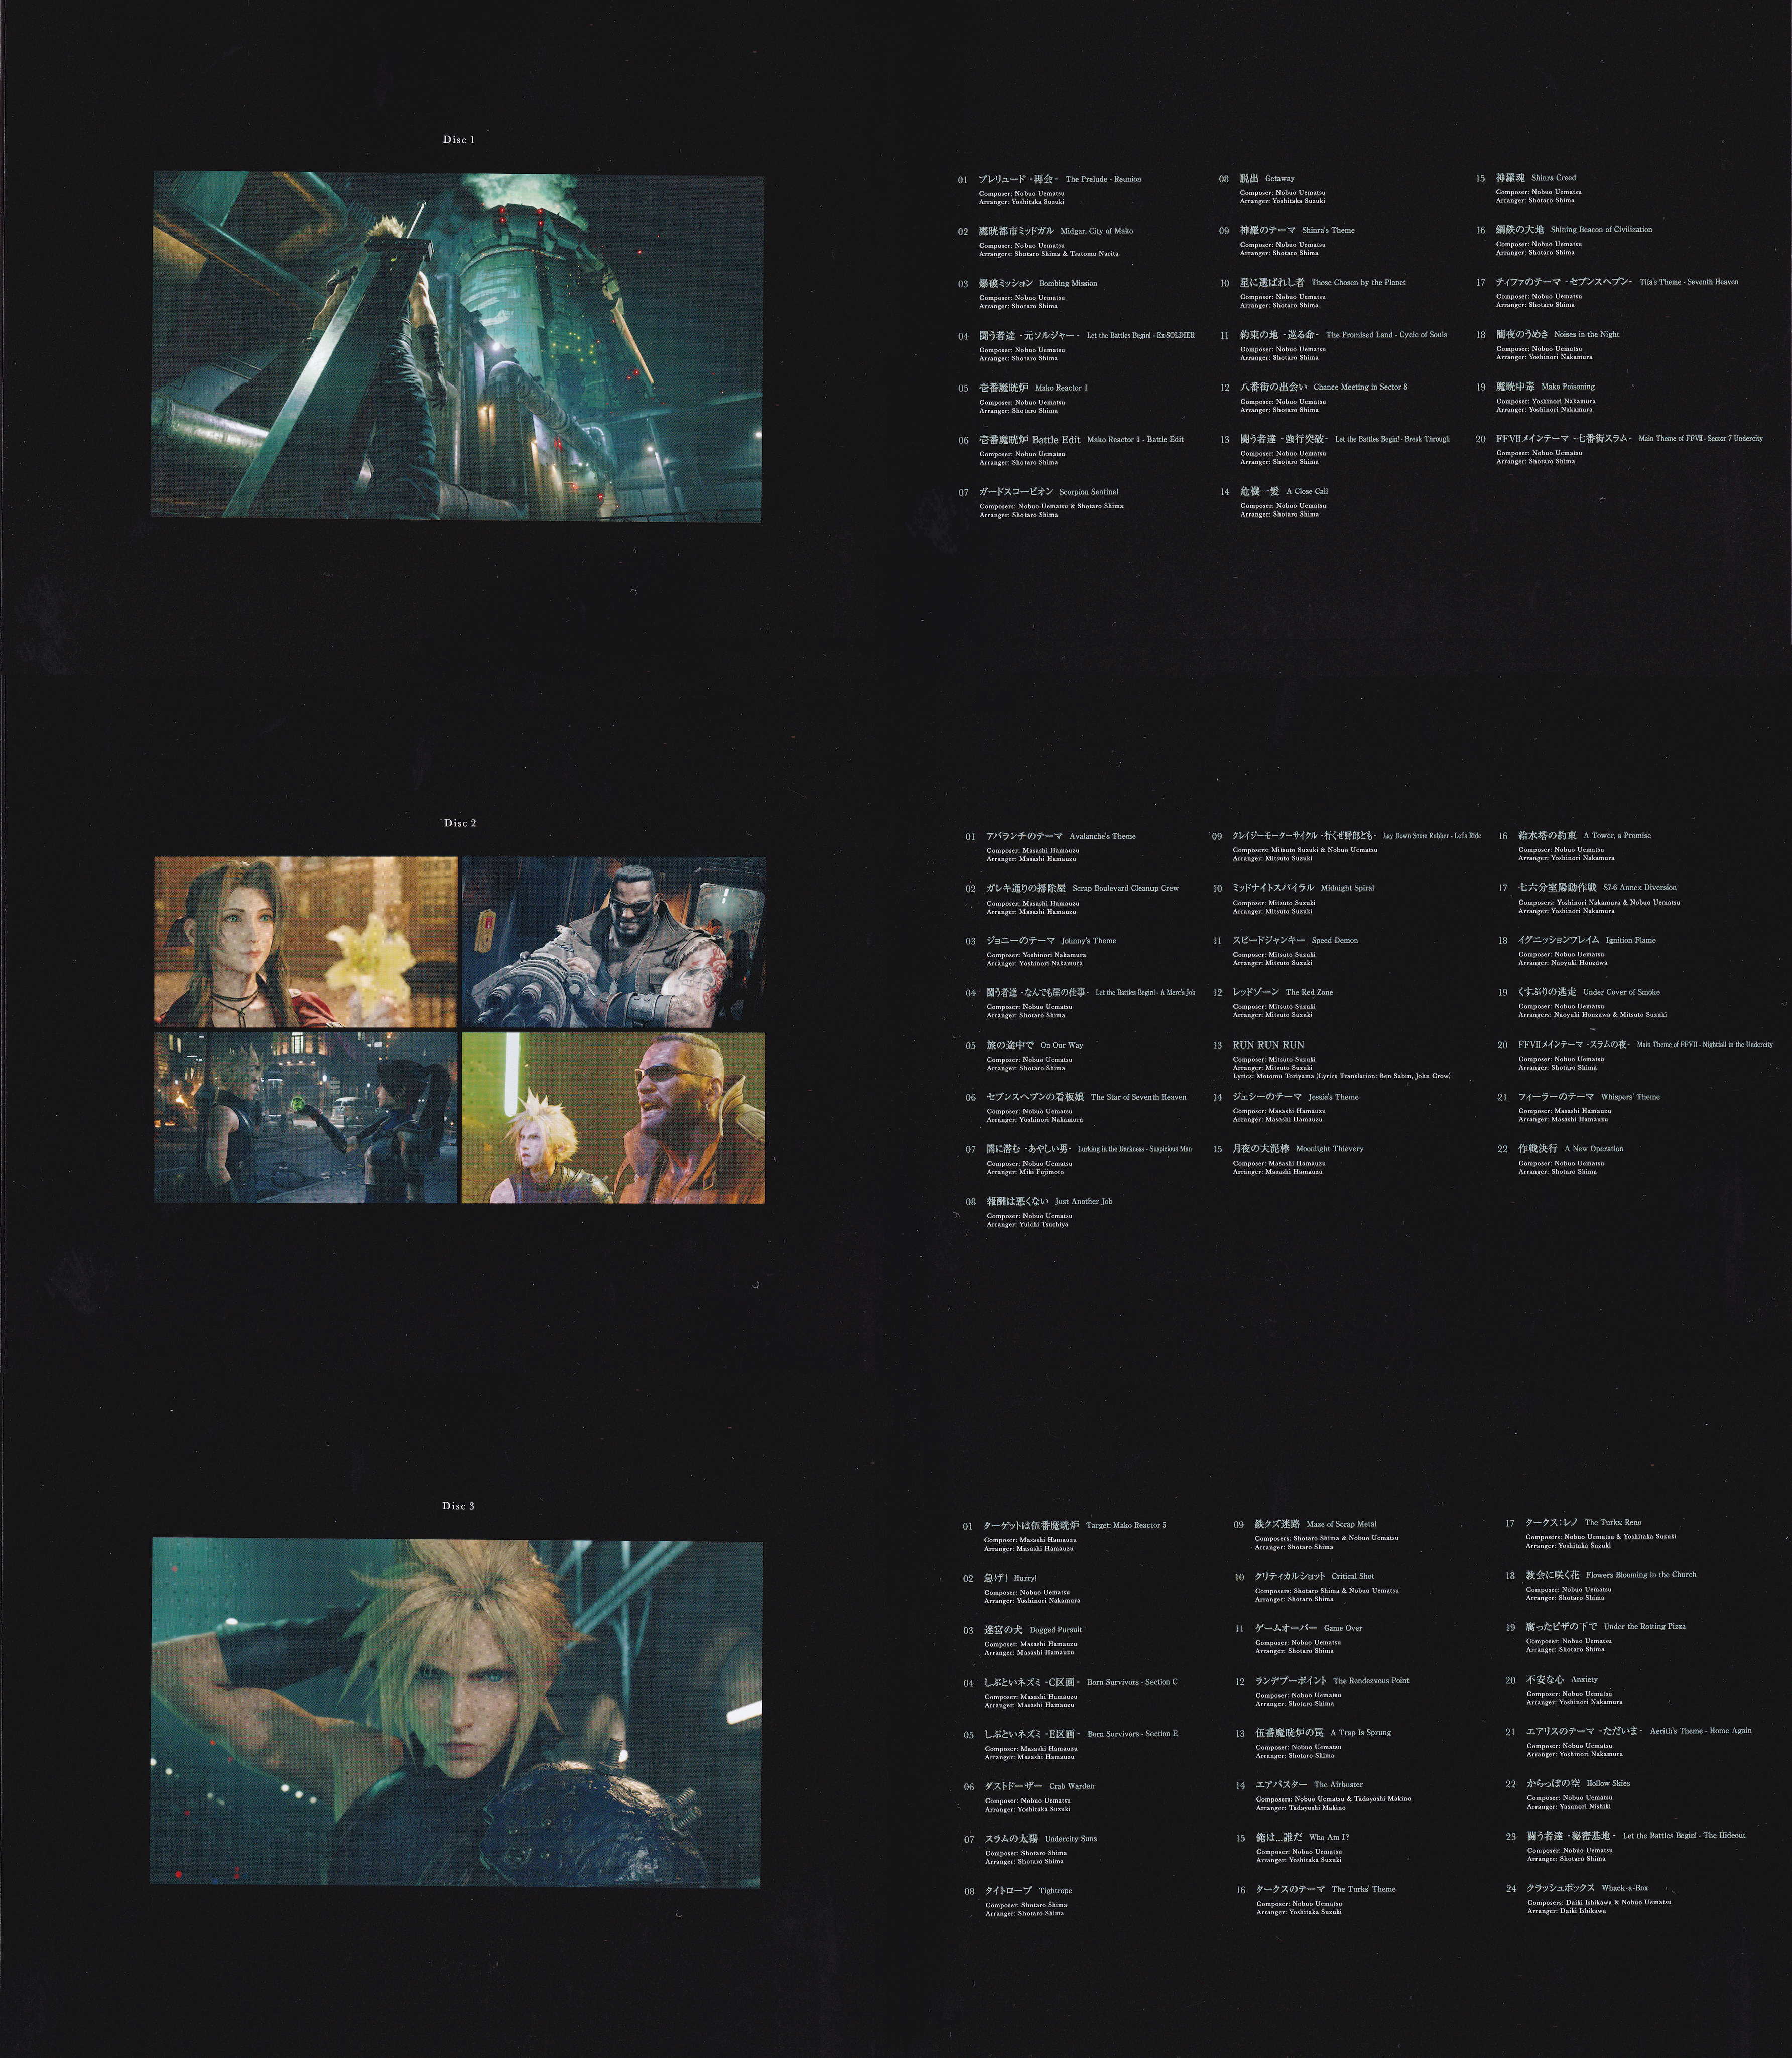 Disc 1
01 プレリュード -再会- The Prelude - Reunion
Composer: Nobuo Uematsu
Arranger: Yoshitaka Suzuki
02 魔晄都市ミッドガル Midgar, City of Mako
Composer: Nobuo Uematsu
Arrangers: Shotaro Shima & Tsutomu Narita
03 爆破ミッション Bombing Mission
Composer: Nobuo Uematsu
Arranger: Shotaro Shima
04 闘う者達 -元ソルジャー- Let the Battles Begin! - Ex-SOLDIER
Composer: Nobuo Uematsu
Arranger: Shotaro Shima
05 壱番魔晄炉 Mako Reactor 1
Composer: Nobuo Uematsu
Arranger: Shotaro Shima
06 壱番魔晄炉 Battle Edit Mako Reactor 1 - Battle Edit
Composer: Nobuo Uematsu
Arranger: Shotaro Shima
07 ガードスコーピオン Scorpion Sentinel
Composers: Nobuo Uematsu & Shotaro Shima
Arranger: Shotaro Shima
08 脱出 Getaway
Composer: Nobuo Uematsu
Arranger: Yoshitaka Suzuki
09 神羅のテーマ Shinra's Theme
Composer: Nobuo Uematsu
Arranger: Shotaro Shima
10 星に選ばれし者 Those Chosen by the Planet
Composer: Nobuo Uematsu
Arranger: Shotaro Shima
11 約束の地 -巡る命- The Promised Land - Cycle of Souls
Composer: Nobuo Uematsu
Arranger: Shotaro Shima
12 八番街の出会い Chance Meeting in Sector 8
Composer: Nobuo Uematsu
Arranger: Shotaro Shima
13 闘う者達 -強行突破- Let the Battles Begin! - Break Through
Composer: Nobuo Uematsu
Arranger: Shotaro Shima
14 危機一髪 A Close Call
Composer: Nobuo Uematsu
Arranger: Shotaro Shima
15 神羅魂 Shinra Creed
Composer: Nobuo Uematsu
Arranger: Shotaro Shima
16 鋼鉄の大地 Shining Beacon of Civilization
Composer: Nobuo Uematsu
Arranger: Shotaro Shima
17 ティファのテーマ -セブンスヘブン- Tifa's Theme - Seventh Heaven
Composer: Nobuo Uematsu
Arranger: Shotaro Shima
18 闇夜のうめき Noises in the Night
Composer: Nobuo Uematsu
Arranger: Yoshinori Nakamura
19 魔晄中毒 Mako Poisoning
Composer: Yoshinori Nakamura
Arranger: Yoshinori Nakamura
20 FFVIIメインテーマ -七番街スラム- Main Theme of FFVII - Sector 7 Undercity
Composer: Nobuo Uematsu
Arranger: Shotaro Shima
Disc 2
01 アバランチのテーマ Avalanche's Theme
Composer: Masashi Hamauzu
Arranger: Masashi Hamauzu
02 ガレキ通りの掃除屋 Scrap Boulevard Cleanup Crew
Composer: Masashi Hamauzu
Arranger: Masashi Hamauzu
03 ジョニーのテーマ Johnny's Theme
Composer: Yoshinori Nakamura
Arranger: Yoshinori Nakamura
04 闘う者達 -なんでも屋の仕事- Let the Battles Begin! - A Merc's Job
Composer: Nobuo Uematsu
Arranger: Shotaro Shima
05 旅の途中で On Our Way
Composer: Nobuo Uematsu
Arranger: Shotaro Shima
06 セブンスヘブンの看板娘 The Star of Seventh Heaven
Composer: Nobuo Uematsu
Arranger: Yoshinori Nakamura
07 闇に潜む -あやしい男- Lurking in the Darkness - Suspicious Man
Composer: Nobuo Uematsu
Arranger: Miki Fujimoto
08 報酬は悪くない Just Another Job
Composer: Nobuo Uematsu
Arranger: Yuichi Tsuchiya
09 クレイジーモーターサイクル -行くぜ野郎ども- Lay Down Some Rubber - Let's Ride
Composers: Mitsuto Suzuki & Nobuo Uematsu
Arranger: Mitsuto Suzuki
10 ミッドナイトスパイラル Midnight Spiral
Composer: Mitsuto Suzuki
Arranger: Mitsuto Suzuki
11 スピードジャンキー Speed Demon
Composer: Mitsuto Suzuki
Arranger: Mitsuto Suzuki
12 レッドゾーン The Red Zone
Composer: Mitsuto Suzuki
Arranger: Mitsuto Suzuki
13 RUN RUN RUN
Composer: Mitsuto Suzuki
Arranger: Mitsuto Suzuki
Lyrics: Motomu Toriyama (Lyrics Translation: Ben Sabin, John Crow)
14 ジェシーのテーマ Jessie's Theme
Composer: Masashi Hamauzu
Arranger: Masashi Hamauzu
15 月夜の大泥棒 Moonlight Thievery
Composer: Masashi Hamauzu
Arranger: Masashi Hamauzu
16 給水塔の約束 A Tower, a Promise
Composer: Nobuo Uematsu
Arranger: Yoshinori Nakamura
17 七六分室陽動作戦 S7-6 Annex Diversion
Composers: Yoshinori Nakamura & Nobuo Uematsu
Arranger: Yoshinori Nakamura
18 イグニッションフレイム Ignition Flame
Composer: Nobuo Uematsu
Arranger: Naoyuki Honzawa
19 くすぶりの逃走 Under Cover of Smoke
Composer: Nobuo Uematsu
Arrangers: Naoyuki Honzawa & Mitsuto Suzuki
20 FFVIIメインテーマ -スラムの夜- Main Theme of FFVII - Nightfall in the Undercity
Composer: Nobuo Uematsu
Arranger: Shotaro Shima
21 フィーラーのテーマ Whispers' Theme
Composer: Masashi Hamauzu
Arranger: Masashi Hamauzu
22 作戦決行 A New Operation
Composer: Nobuo Uematsu
Arranger: Shotaro Shima
Disc 3
01 ターゲットは伍番魔晄炉 Target: Mako Reactor 5
Composer: Masashi Hamauzu
Arranger: Masashi Hamauzu
02 急げ! Hurry!
Composer: Nobuo Uematsu
Arranger: Yoshinori Nakamura
03 迷宮の犬 Dogged Pursuit
Composer: Masashi Hamauzu
Arranger: Masashi Hamauzu
04 しぶといネズミ -C区画- Born Survivors - Section C
Composer: Masashi Hamauzu
Arranger: Masashi Hamauzu
05 しぶといネズミ -E区画- Born Survivors - Section E
Composer: Masashi Hamauzu
Arranger: Masashi Hamauzu
06 ダストドーザー Crab Warden
Composer: Nobuo Uematsu
Arranger: Yoshitaka Suzuki
07 スラムの太陽 Undercity Suns
Composer: Shotaro Shima
Arranger: Shotaro Shima
08 タイトロープ Tightrope
Composer: Shotaro Shima
Arranger: Shotaro Shima
09 鉄クズ迷路 Maze of Scrap Metal
Composers: Shotaro Shima & Nobuo Uematsu
Arranger: Shotaro Shima
10 クリティカルショット Critical Shot
Composers: Shotaro Shima & Nobuo Uematsu
Arranger: Shotaro Shima
11 ゲームオーバー Game Over
Composer: Nobuo Uematsu
Arranger: Shotaro Shima
12 ランデブーポイント The Rendezvous Point
Composer: Nobuo Uematsu
Arranger: Shotaro Shima
13 伍番魔晄炉の罠 A Trap Is Sprung
Composer: Nobuo Uematsu
Arranger: Shotaro Shima
14 エアバスター The Airbuster
Composers: Nobuo Uematsu & Tadayoshi Makino
Arranger: Tadayoshi Makino
15 俺は…誰だ Who Am I?
Composer: Nobuo Uematsu
Arranger: Yoshitaka Suzuki
16 タークスのテーマ The Turks' Theme
Composer: Nobuo Uematsu
Arranger: Yoshitaka Suzuki
17 タークス:レノ The Turks: Reno
Composers: Nobuo Uematsu & Yoshitaka Suzuki
Arranger: Yoshitaka Suzuki
18 教会に咲く花 Flowers Blooming in the Church
Composer: Nobuo Uematsu
Arranger: Shotaro Shima
19 腐ったピザの下で Under the Rotting Pizza
Composer: Nobuo Uematsu
Arranger: Shotaro Shima
20 不安な心 Anxiety
Composer: Nobuo Uematsu
Arranger: Yoshinori Nakamura
21 エアリスのテーマ -ただいま- Aerith's Theme - Home Again
Composer: Nobuo Uematsu
Arranger: Yoshinori Nakamura
22 からっぽの空 Hollow Skies
Composer: Nobuo Uematsu
Arranger: Yasunori Nishiki
23 闘う者達 -秘密基地- Let the Battles Begin! - The Hideout
Composer: Nobuo Uematsu
Arranger: Shotaro Shima
24 クラッシュボックス Whack-a-Box
Composers: Daiki Ishikawa & Nobuo Uematsu
Arranger: Daiki Ishikawa